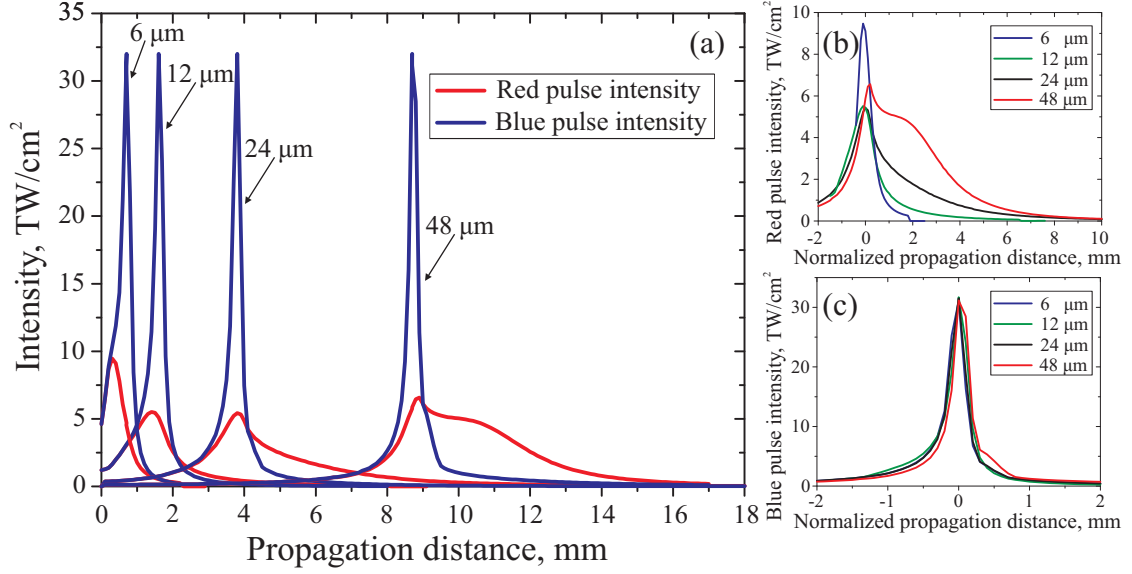 (a)
6 μm
12 μm
24 μm
48 μm
Red pulse intensity
Blue pulse intensity
Intensity, TW/cm²
35
30
25
20
15
10
5
0
0 2 4 6 8 10 12 14 16 18
Propagation distance, mm
(b)
6 μm
12 μm
24 μm
48 μm
Red pulse intensity, TW/cm²
10
8
6
4
2
0
-2 0 2 4 6 8 10
Normalized propagation distance, mm
(c)
6 μm
12 μm
24 μm
48 μm
Blue pulse intensity, TW/cm²
30
20
10
0
-2 -1 0 1 2
Normalized propagation distance, mm